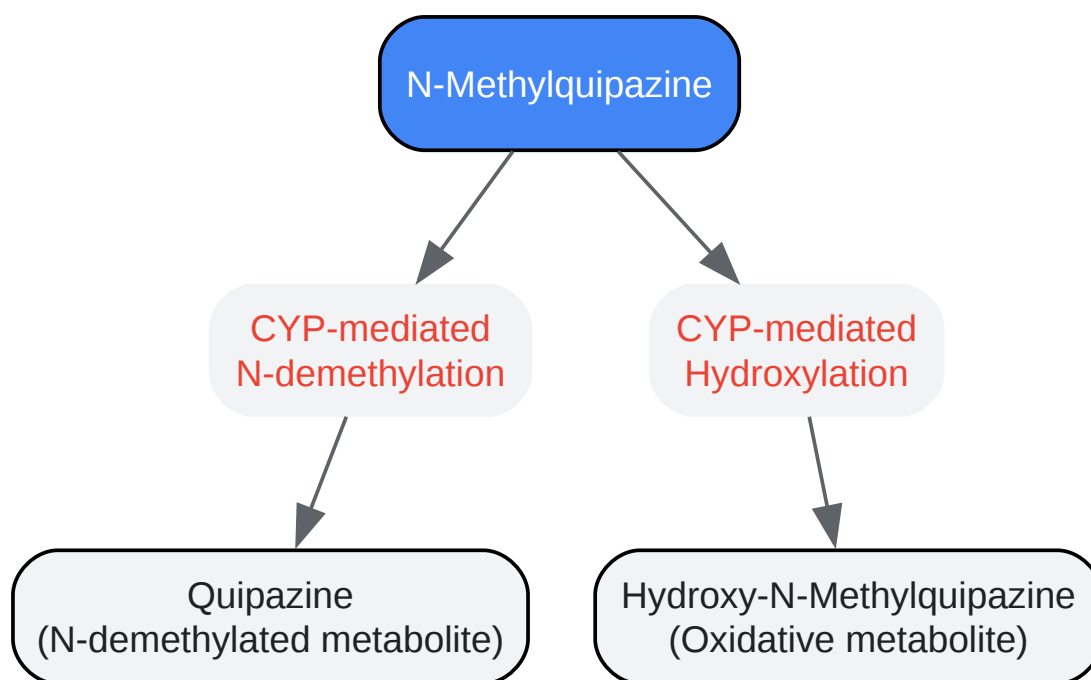 N-Methylquipazine
CYP-mediated
N-demethylation
CYP-mediated
Hydroxylation
Quipazine
(N-demethylated metabolite)
Hydroxy-N-Methylquipazine
(Oxidative metabolite)